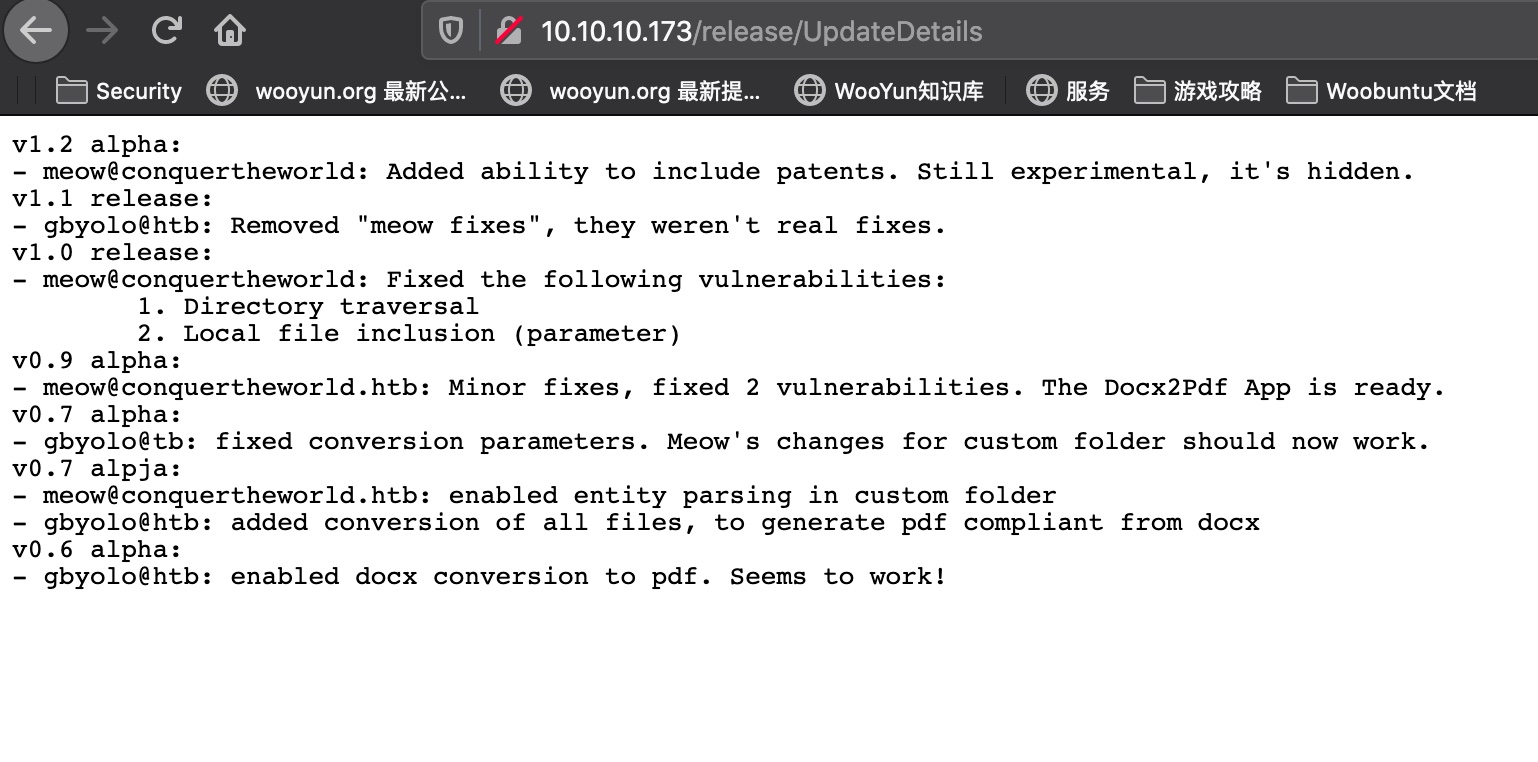 10.10.10.173/release/UpdateDetails
Security wooyun.org 最新公... wooyun.org 最新提... WooYun知识库 服务 游戏攻略 Woobuntu文档
v1.2 alpha:
- meow@conquertheworld: Added ability to include patents. Still experimental, it's hidden.
v1.1 release:
- gbyolo@htb: Removed "meow fixes", they weren't real fixes.
v1.0 release:
- meow@conquertheworld: Fixed the following vulnerabilities:
1. Directory traversal
2. Local file inclusion (parameter)
v0.9 alpha:
- meow@conquertheworld.htb: Minor fixes, fixed 2 vulnerabilities. The Docx2Pdf App is ready.
v0.7 alpha:
- gbyolo@tb: fixed conversion parameters. Meow's changes for custom folder should now work.
v0.7 alpja:
- meow@conquertheworld.htb: enabled entity parsing in custom folder
- gbyolo@htb: added conversion of all files, to generate pdf compliant from docx
v0.6 alpha:
- gbyolo@htb: enabled docx conversion to pdf. Seems to work!